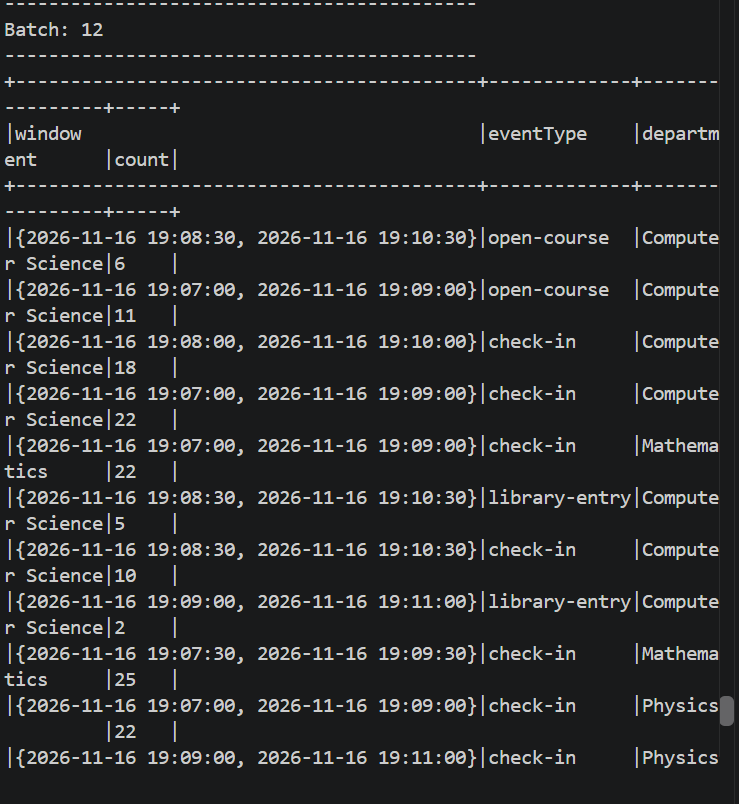 -------------------------------------------
Batch: 12
-------------------------------------------
+------------------------------------------+-------------+-------
---------+-----+
|window                                    |eventType    |departm
ent      |count|
+------------------------------------------+-------------+-------
---------+-----+
|{2026-11-16 19:08:30, 2026-11-16 19:10:30}|open-course  |Compute
r Science|6    |
|{2026-11-16 19:07:00, 2026-11-16 19:09:00}|open-course  |Compute
r Science|11   |
|{2026-11-16 19:08:00, 2026-11-16 19:10:00}|check-in     |Compute
r Science|18   |
|{2026-11-16 19:07:00, 2026-11-16 19:09:00}|check-in     |Compute
r Science|22   |
|{2026-11-16 19:07:00, 2026-11-16 19:09:00}|check-in     |Mathema
tics     |22   |
|{2026-11-16 19:08:30, 2026-11-16 19:10:30}|library-entry|Compute
r Science|5    |
|{2026-11-16 19:08:30, 2026-11-16 19:10:30}|check-in     |Compute
r Science|10   |
|{2026-11-16 19:09:00, 2026-11-16 19:11:00}|library-entry|Compute
r Science|2    |
|{2026-11-16 19:07:30, 2026-11-16 19:09:30}|check-in     |Mathema
tics     |25   |
|{2026-11-16 19:07:00, 2026-11-16 19:09:00}|check-in     |Physics
         |22   |
|{2026-11-16 19:09:00, 2026-11-16 19:11:00}|check-in     |Physics